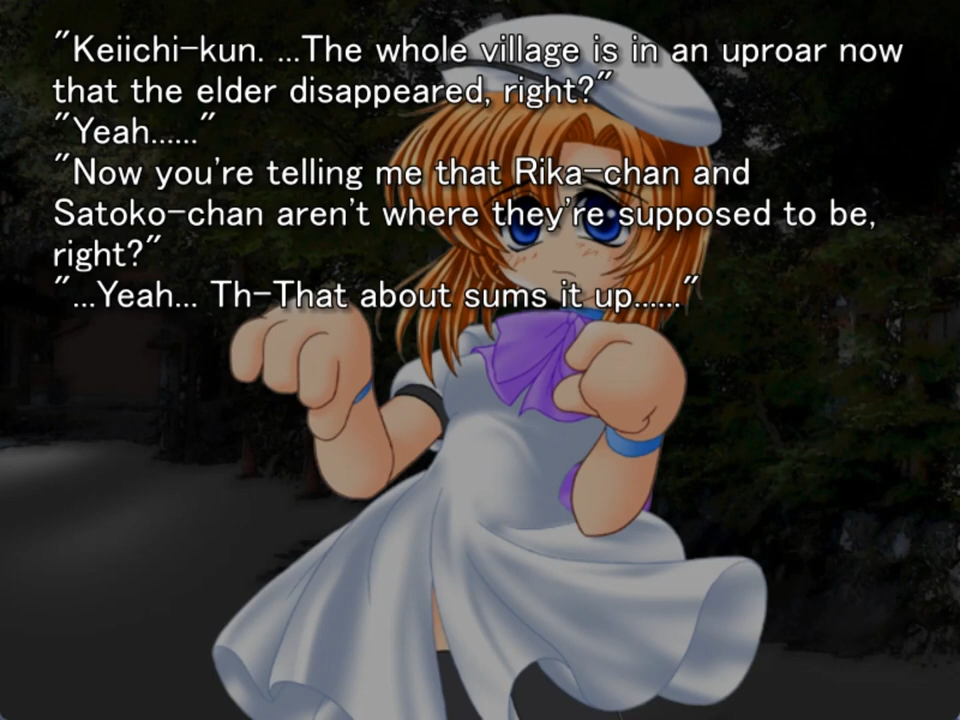 "Keiichi-kun. ...The whole village is in an uproar now
that the elder disappeared, right?"
"Yeah......"
"Now you're telling me that Rika-chan and
Satoko-chan aren't where they're supposed to be,
right?"
"...Yeah... Th-That about sums it up......"